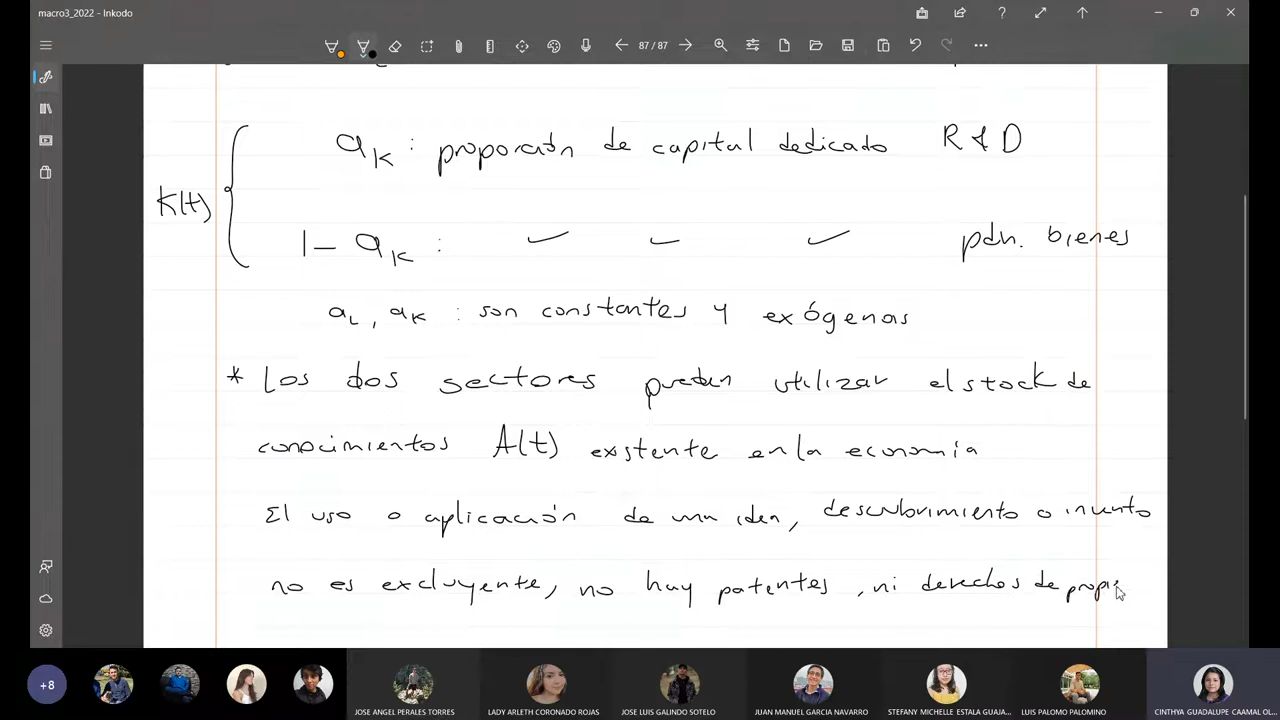 macro3_2022 - Inkodo
87 / 87
K(t)
a_K : proporción de capital dedicado R & D
1 - a_K : ✓ ✓ ✓ pdn. bienes
a_L, a_K : son constantes y exógenas
* Los dos sectores pueden utilizar el stock de
conocimientos A(t) existente en la economía
El uso o aplicación de una idea, descubrimiento o invento
no es excluyente, no hay patentes, ni derechos de propie
+8
JOSE ANGEL PERALES TORRES
LADY ARLETH CORONADO ROJAS
JOSE LUIS GALINDO SOTELO
JUAN MANUEL GARCIA NAVARRO
STEFANY MICHELLE ESTALA GUAJA...
LUIS PALOMO PALOMINO
CINTHYA GUADALUPE CAAMAL OL...